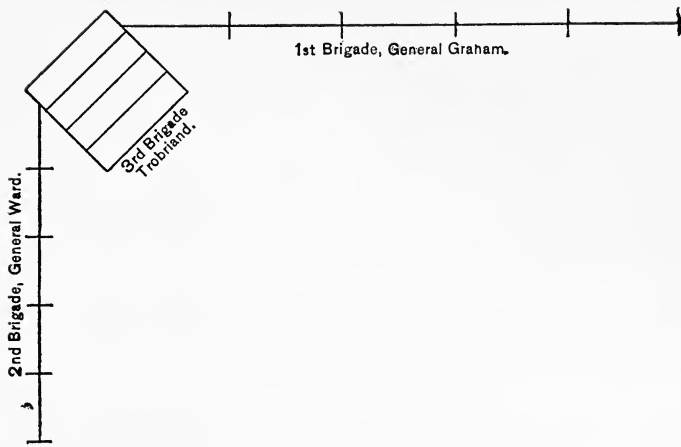 1st Brigade, General Graham.
3rd Brigade
Trobriand.
2nd Brigade, General Ward.